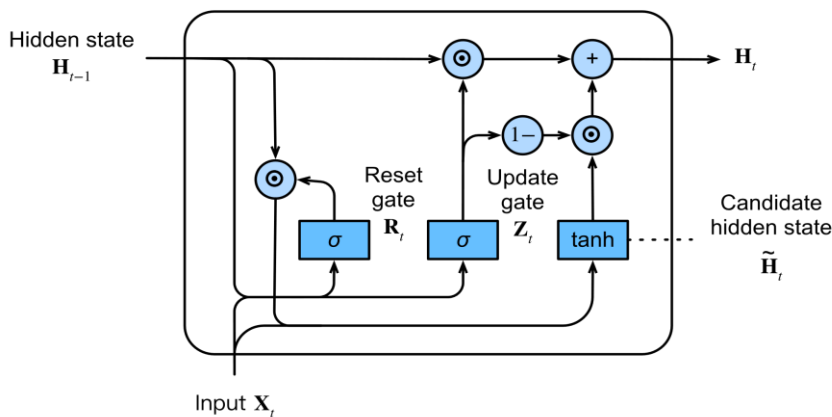 Hidden state
H_{t−1}
⊙
+
H_t
1−
⊙
⊙
Reset
gate
R_t
Update
gate
Z_t
σ
σ
tanh
Candidate
hidden state
H̃_t
Input X_t